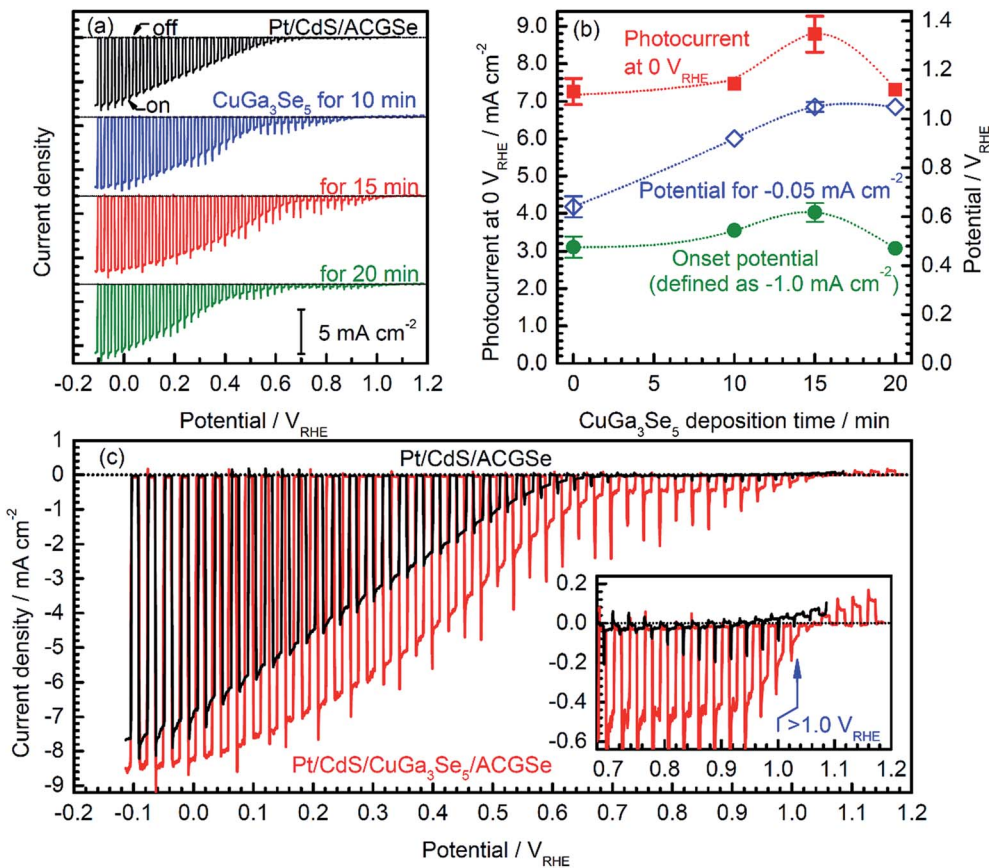 (a)
off
Pt/CdS/ACGSe
on
CuGa3Se5 for 10 min
for 15 min
for 20 min
5 mA cm-2
Current density
-0.2 0.0 0.2 0.4 0.6 0.8 1.0 1.2
Potential / VRHE
(b)
Photocurrent
at 0 VRHE
Potential for -0.05 mA cm-2
Onset potential
(defined as -1.0 mA cm-2)
Photocurrent at 0 VRHE / mA cm-2
9.0
8.0
7.0
6.0
5.0
4.0
3.0
2.0
1.0
0.0
1.4
1.2
1.0
0.8
0.6
0.4
0.2
0.0
Potential / VRHE
0 5 10 15 20
CuGa3Se5 deposition time / min
(c)
Pt/CdS/ACGSe
Pt/CdS/CuGa3Se5/ACGSe
Current density / mA cm-2
1
0
-1
-2
-3
-4
-5
-6
-7
-8
-9
-0.2 -0.1 0.0 0.1 0.2 0.3 0.4 0.5 0.6 0.7 0.8 0.9 1.0 1.1 1.2
Potential / VRHE
0.2
0.0
-0.2
-0.4
-0.6
>1.0 VRHE
0.7 0.8 0.9 1.0 1.1 1.2